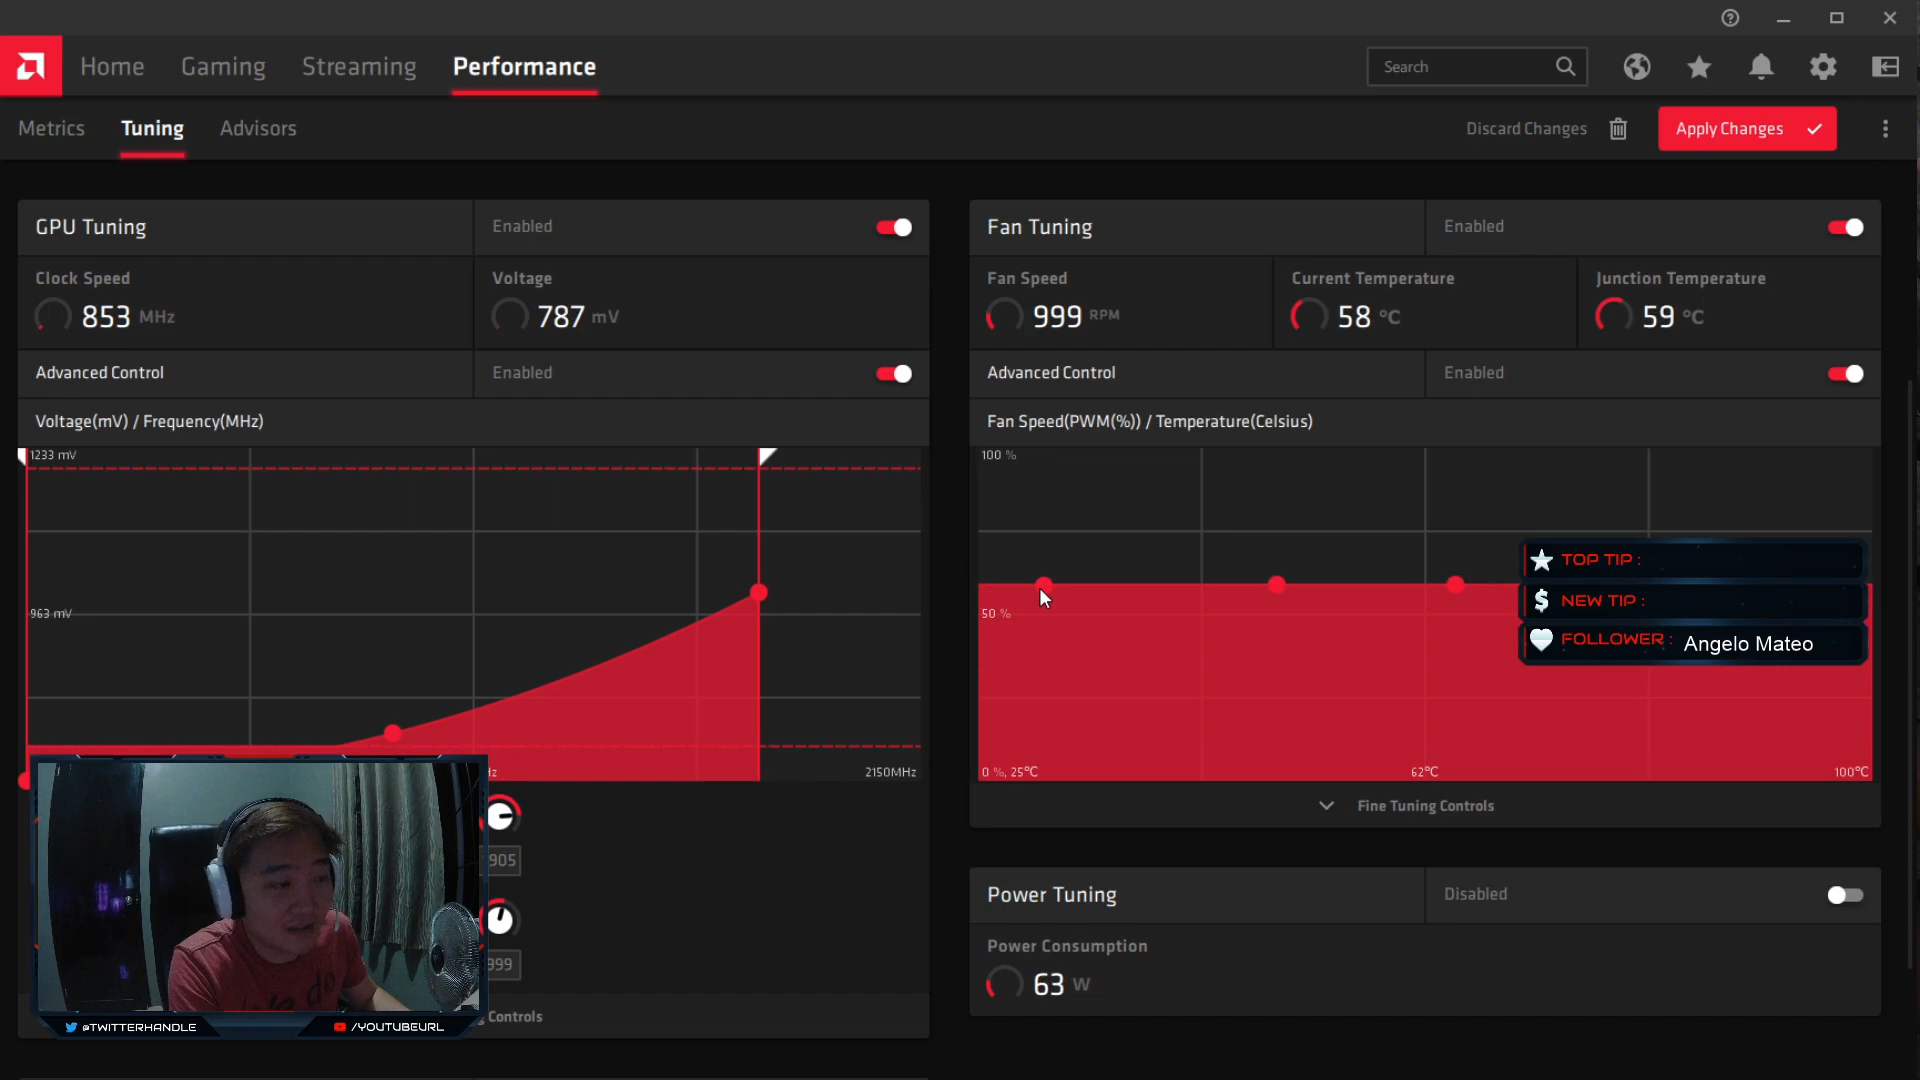 Home Gaming Streaming Performance Search
Metrics Tuning Advisors Discard Changes Apply Changes
GPU Tuning Enabled
Clock Speed Voltage
853 MHz 787 mV
Advanced Control Enabled
Voltage(mV) / Frequency(MHz)
1233 mV
963 mV
Hz 2150MHz
905
999
Controls
@TWITTERHANDLE /YOUTUBEURL
Fan Tuning Enabled
Fan Speed Current Temperature Junction Temperature
999 RPM 58 °C 59 °C
Advanced Control Enabled
Fan Speed(PWM(%)) / Temperature(Celsius)
100 %
50 %
0 %, 25°C 62°C 100°C
TOP TIP :
NEW TIP :
FOLLOWER : Angelo Mateo
Fine Tuning Controls
Power Tuning Disabled
Power Consumption
63 W